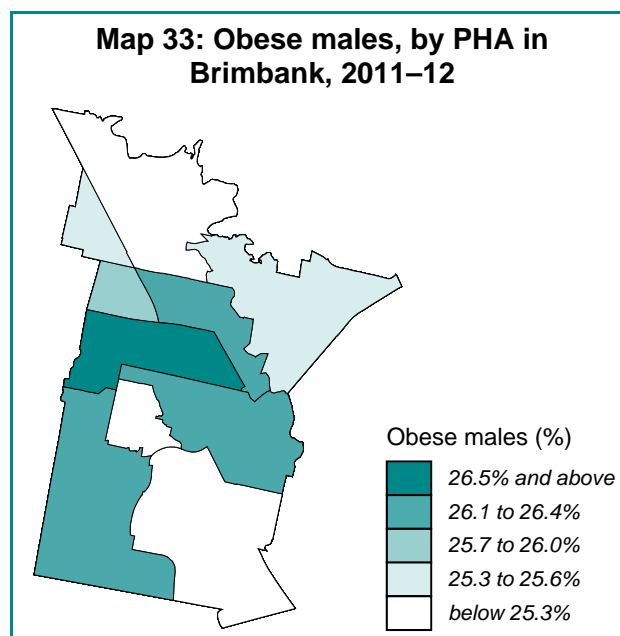 Map 33: Obese males, by PHA in
Brimbank, 2011–12
Obese males (%)
26.5% and above
26.1 to 26.4%
25.7 to 26.0%
25.3 to 25.6%
below 25.3%